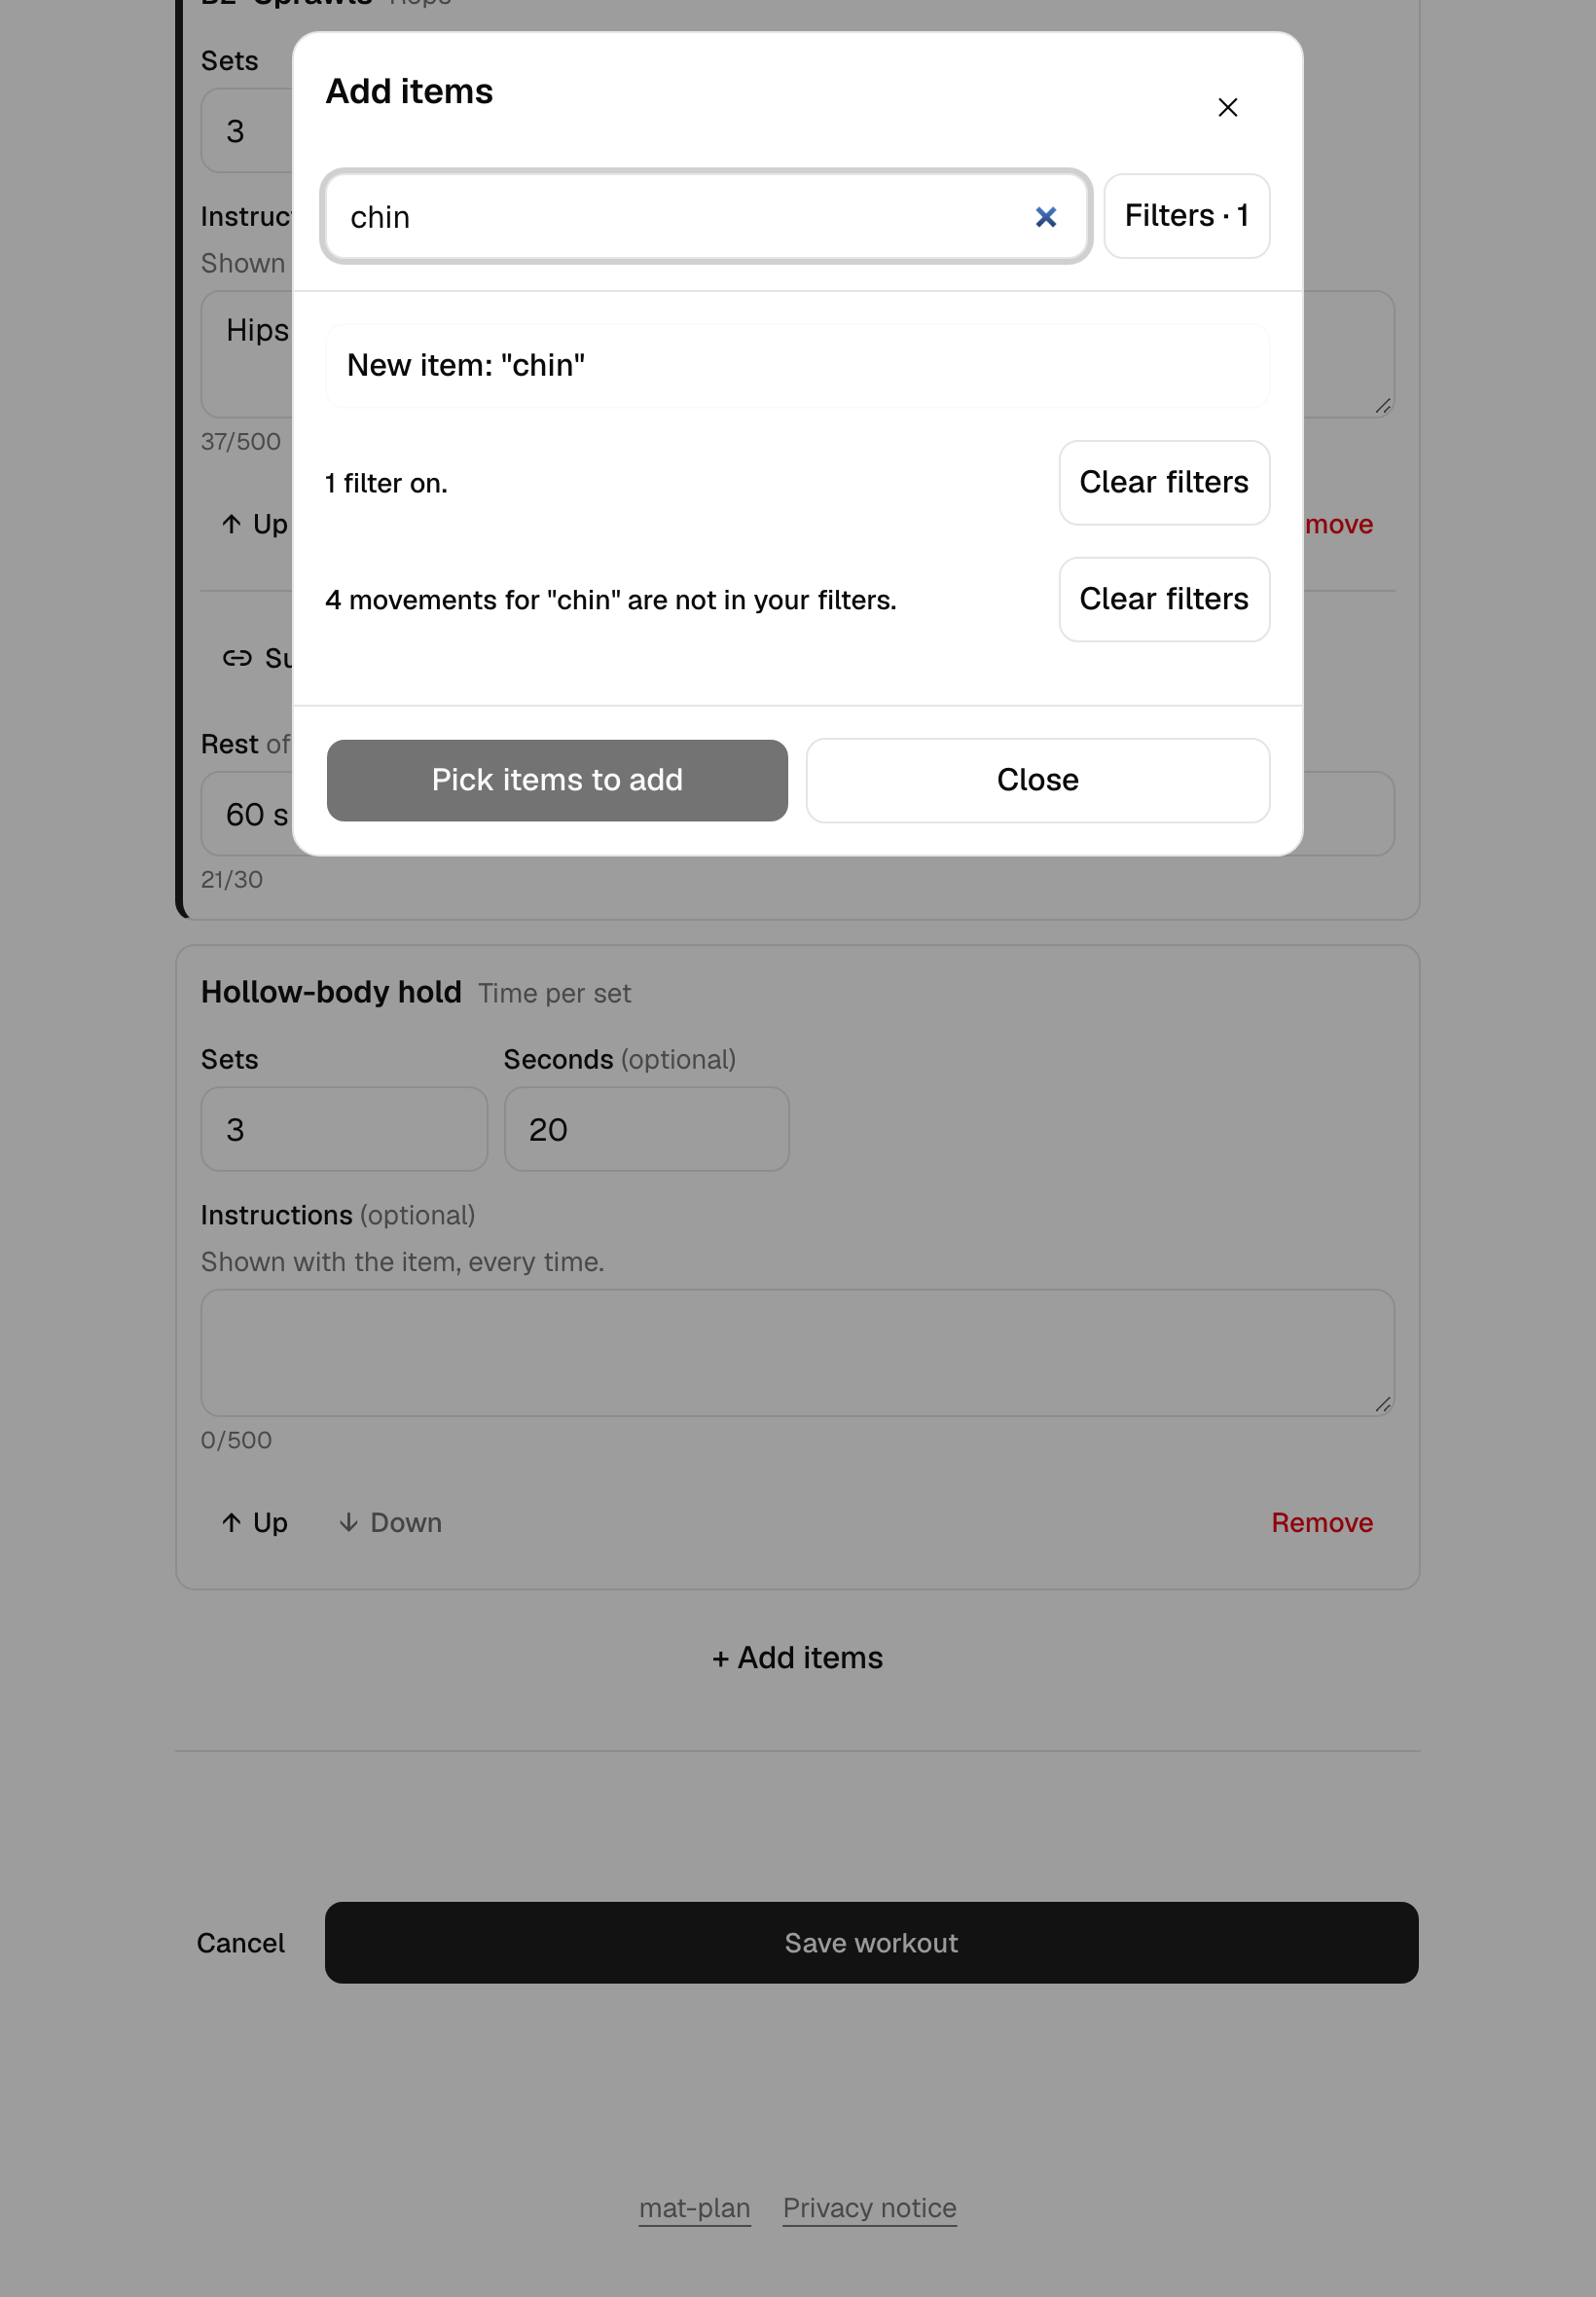 B2 Sprawls Reps
Sets
3
Instruc
Shown
Hips
37/500
↑ Up
move
Su
Rest of
60 s
21/30
Add items
chin
Filters · 1
New item: "chin"
1 filter on.
Clear filters
4 movements for "chin" are not in your filters.
Clear filters
Pick items to add
Close
Hollow-body hold Time per set
Sets
Seconds (optional)
3
20
Instructions (optional)
Shown with the item, every time.
0/500
↑ Up
↓ Down
Remove
+ Add items
Cancel
Save workout
mat-plan
Privacy notice